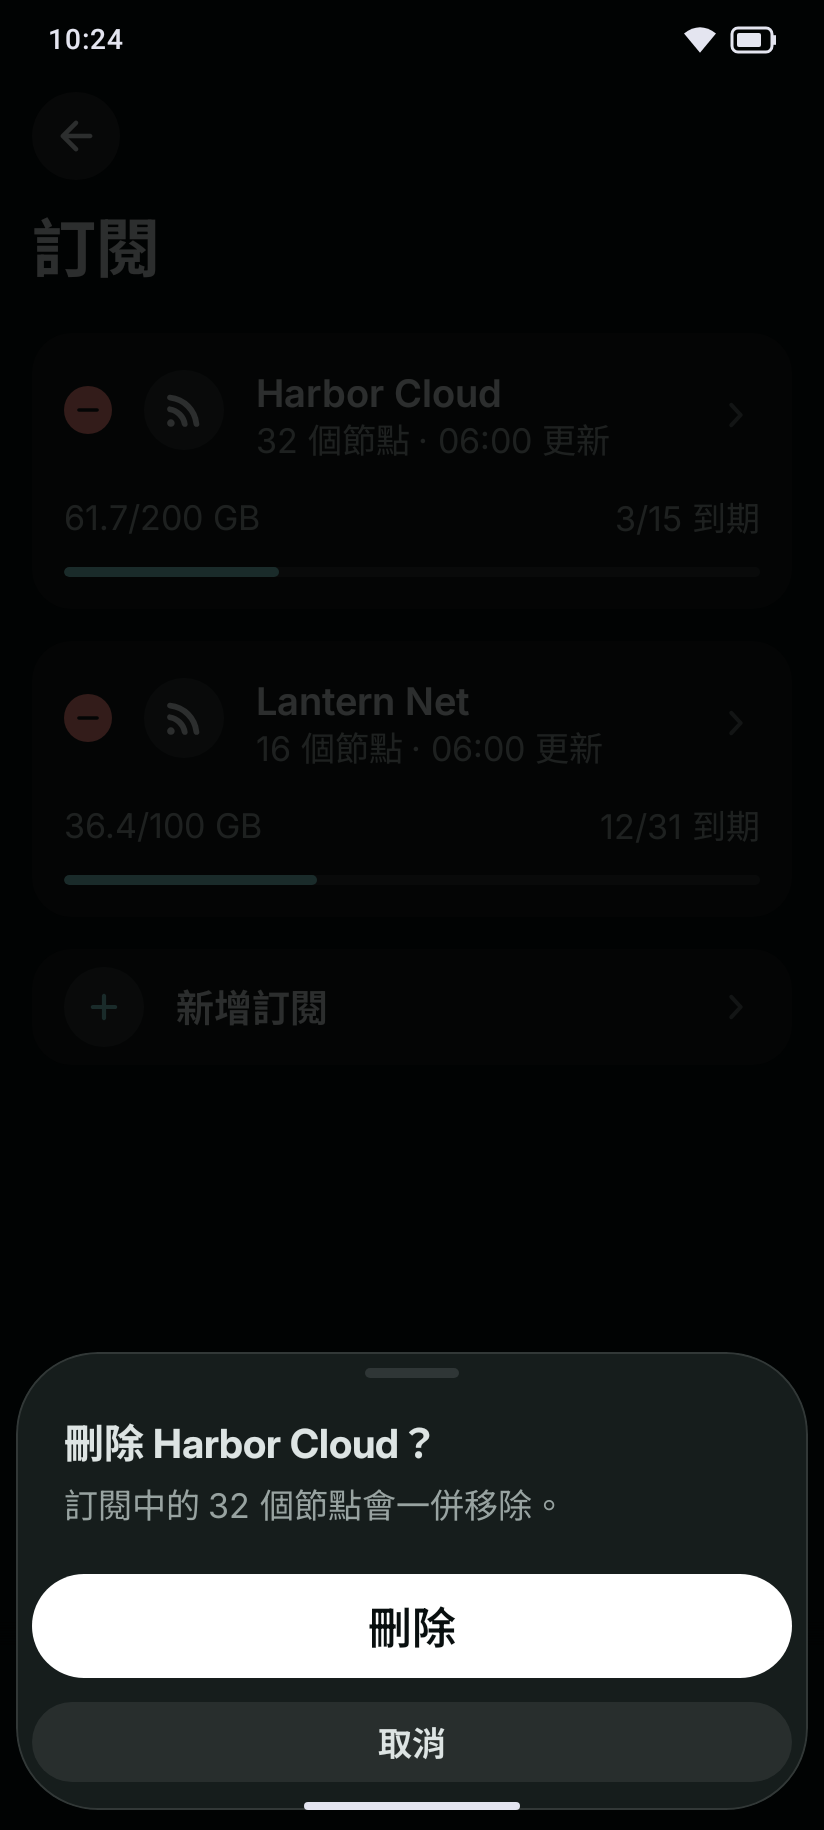 10:24
訂閱
Harbor Cloud
32 個節點 · 06:00 更新
61.7/200 GB
3/15 到期
Lantern Net
16 個節點 · 06:00 更新
36.4/100 GB
12/31 到期
新增訂閱
刪除 Harbor Cloud？
訂閱中的 32 個節點會一併移除。
刪除
取消